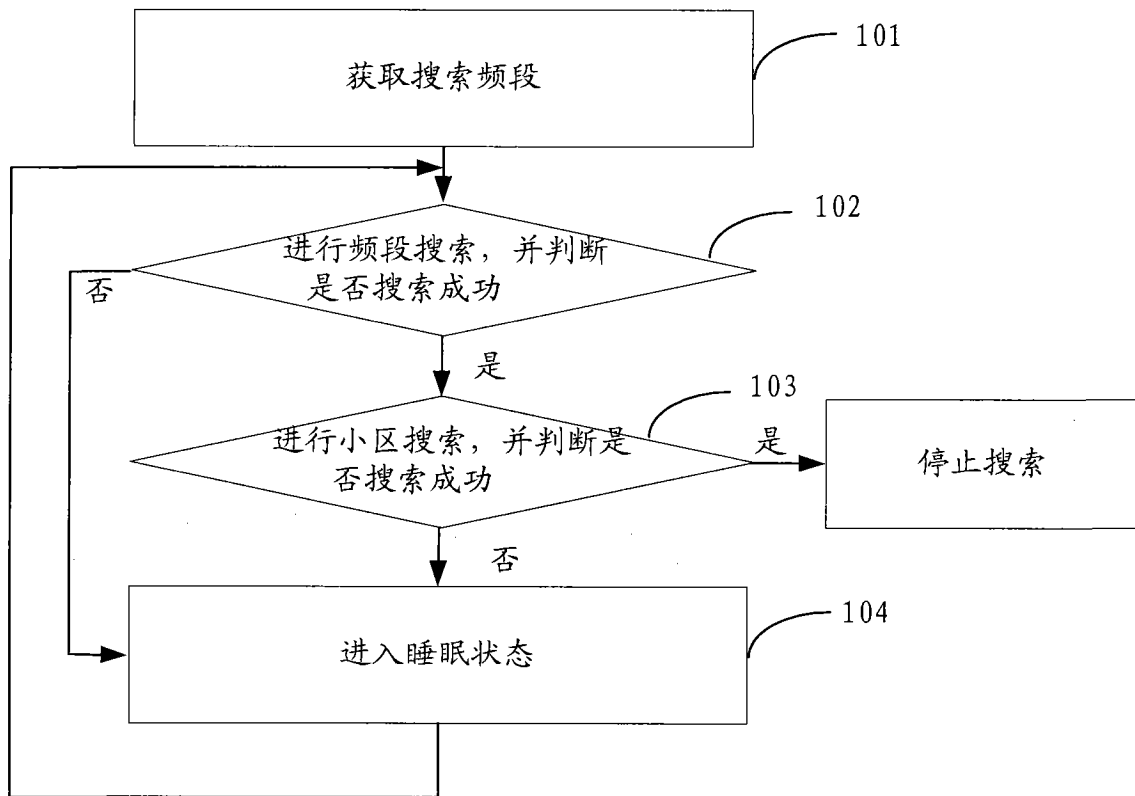 101
获取搜索频段
102
进行频段搜索，并判断
是否搜索成功
否
是
103
进行小区搜索，并判断是
否搜索成功
是
停止搜索
否
104
进入睡眠状态